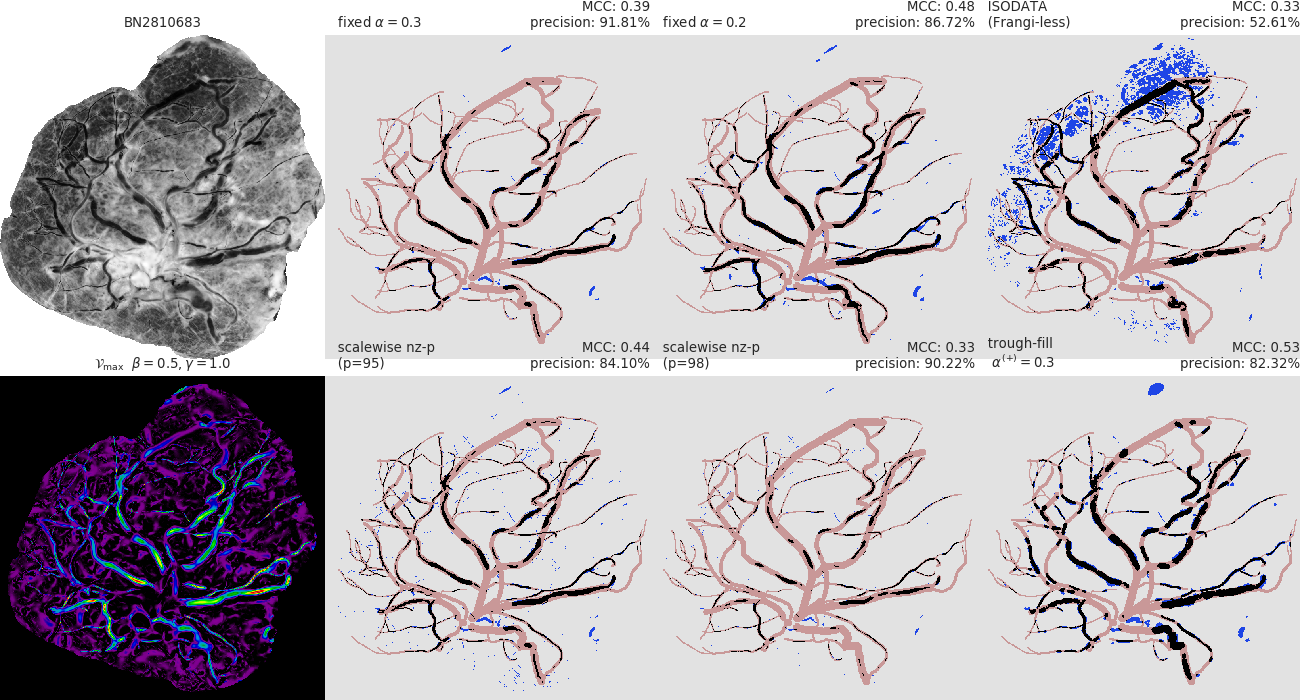 BN2810683
fixed α = 0.3
MCC: 0.39
precision: 91.81%
fixed α = 0.2
MCC: 0.48
precision: 86.72%
ISODATA
(Frangi-less)
MCC: 0.33
precision: 52.61%
𝒱max β = 0.5, γ = 1.0
scalewise nz-p
(p=95)
MCC: 0.44
precision: 84.10%
scalewise nz-p
(p=98)
MCC: 0.33
precision: 90.22%
trough-fill
α(+) = 0.3
MCC: 0.53
precision: 82.32%